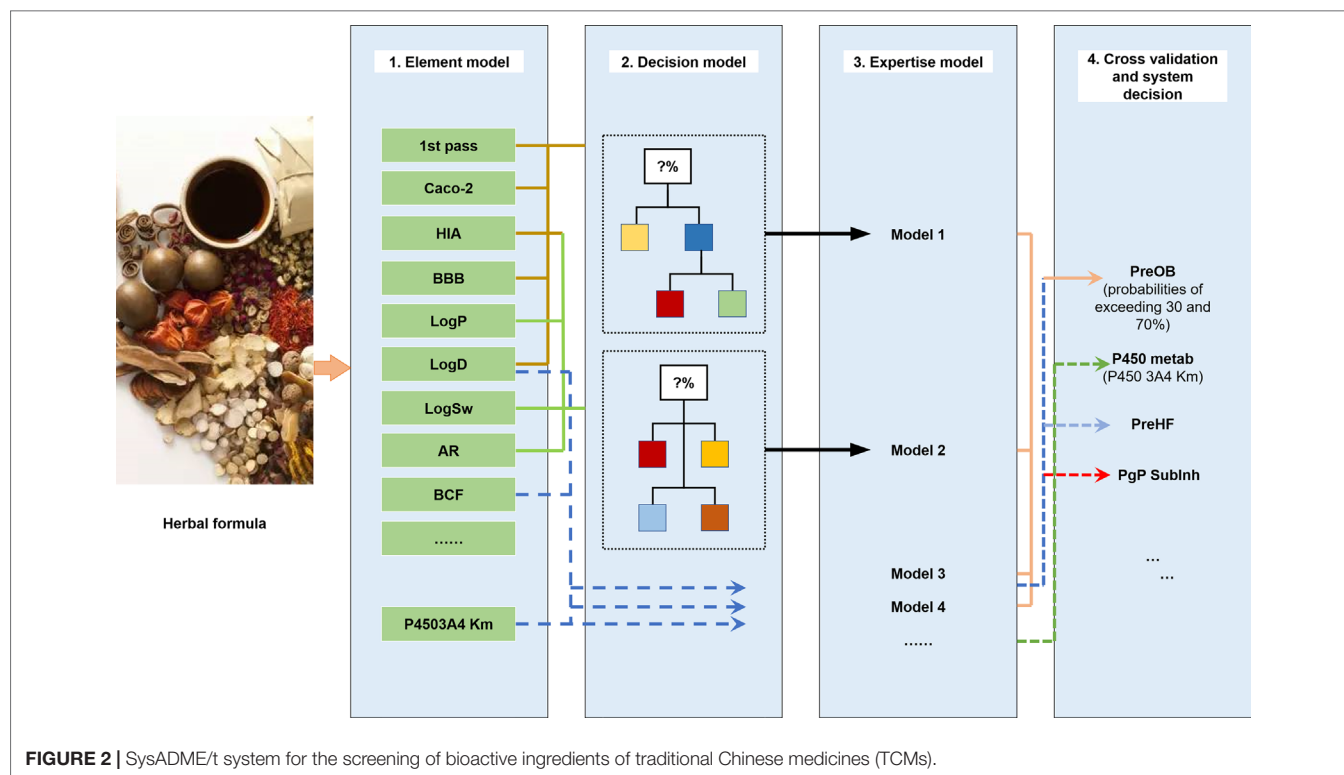 1. Element model
2. Decision model
3. Expertise model
4. Cross validation
and system
decision
1st pass
Caco-2
HIA
BBB
LogP
LogD
LogSw
AR
BCF
......
P4503A4 Km
Herbal formula
?%
?%
Model 1
Model 2
Model 3
Model 4
......
PreOB
(probabilities of
exceeding 30 and
70%)
P450 metab
(P450 3A4 Km)
PreHF
PgP SubInh
...
...
FIGURE 2 | SysADME/t system for the screening of bioactive ingredients of traditional Chinese medicines (TCMs).